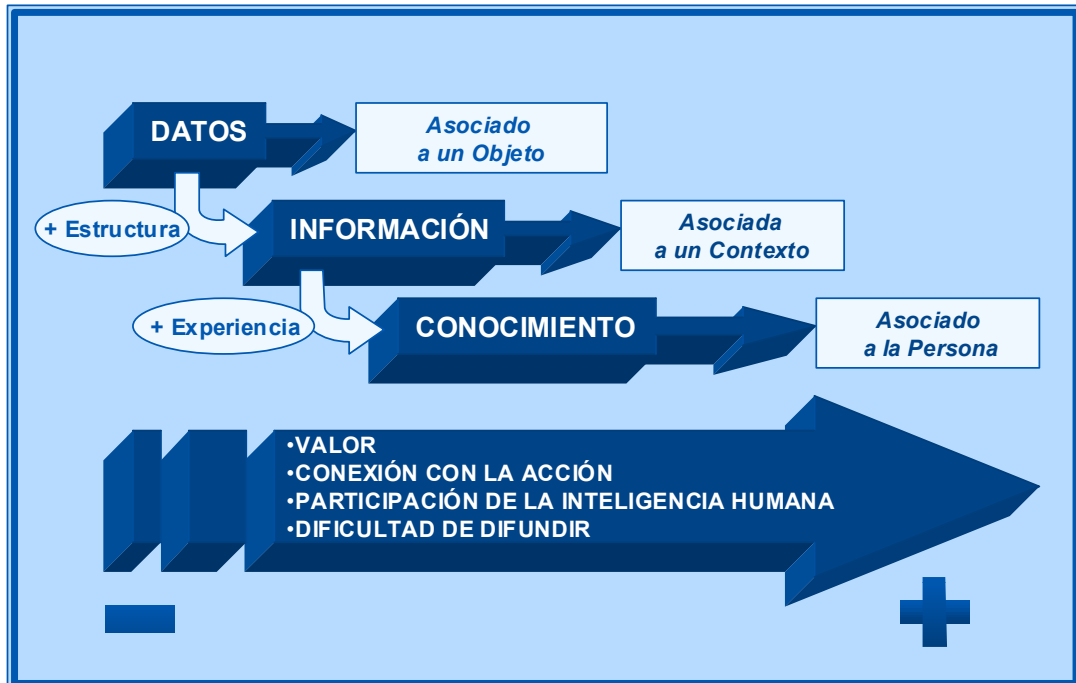 DATOS
Asociado
a un Objeto
+ Estructura
INFORMACIÓN
Asociada
a un Contexto
+ Experiencia
CONOCIMIENTO
Asociado
a la Persona
•VALOR
•CONEXIÓN CON LA ACCIÓN
•PARTICIPACIÓN DE LA INTELIGENCIA HUMANA
•DIFICULTAD DE DIFUNDIR